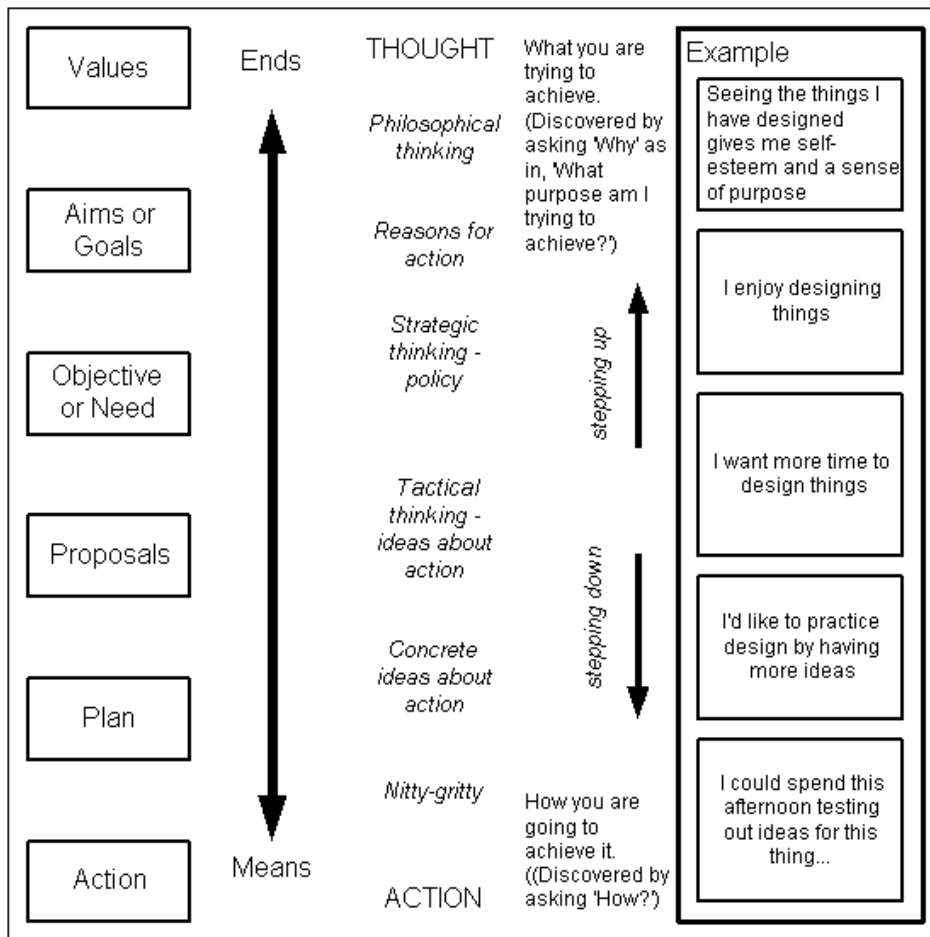 Values
Aims or
Goals
Objective
or Need
Proposals
Plan
Action
Ends
Means
THOUGHT
Philosophical
thinking
Reasons for
action
Strategic
thinking -
policy
Tactical
thinking -
ideas about
action
Concrete
ideas about
action
Nitty-gritty
ACTION
What you are
trying to
achieve.
(Discovered by
asking 'Why' as
in, 'What
purpose am I
trying to
achieve?')
stepping up
stepping down
How you are
going to
achieve it.
((Discovered by
asking 'How?')
Example
Seeing the things I
have designed
gives me self-
esteem and a sense
of purpose
I enjoy designing
things
I want more time to
design things
I'd like to practice
design by having
more ideas
I could spend this
afternoon testing
out ideas for this
thing...